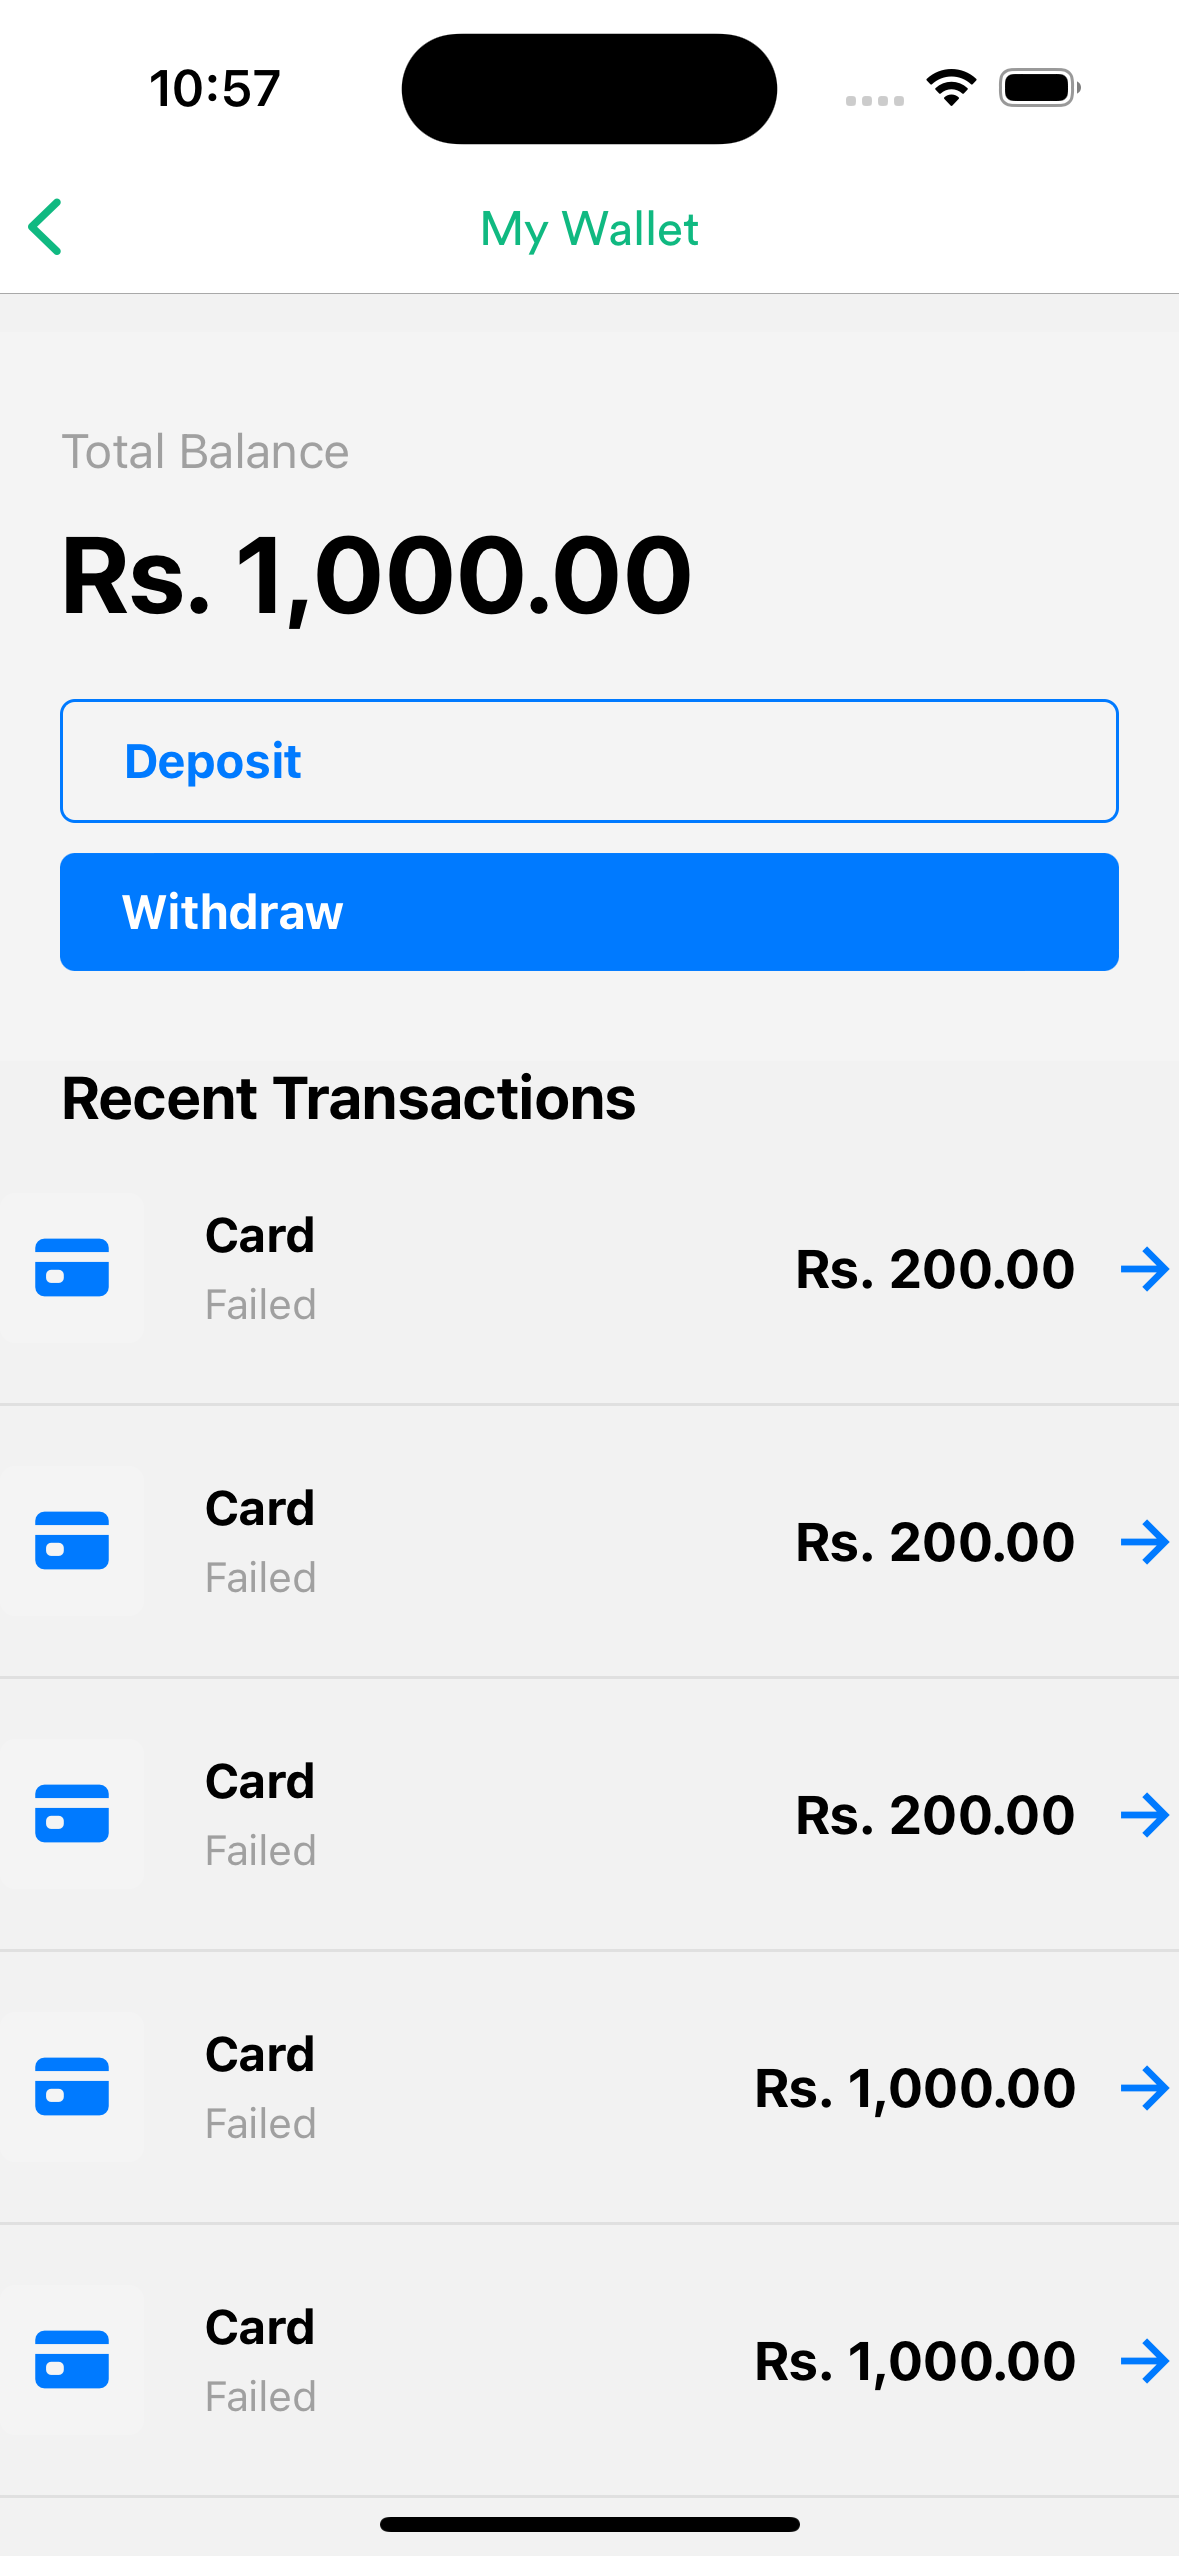 10:57
My Wallet
Total Balance
Rs. 1,000.00
Deposit
Withdraw
Recent Transactions
Card
Failed
Rs. 200.00
Card
Failed
Rs. 200.00
Card
Failed
Rs. 200.00
Card
Failed
Rs. 1,000.00
Card
Failed
Rs. 1,000.00